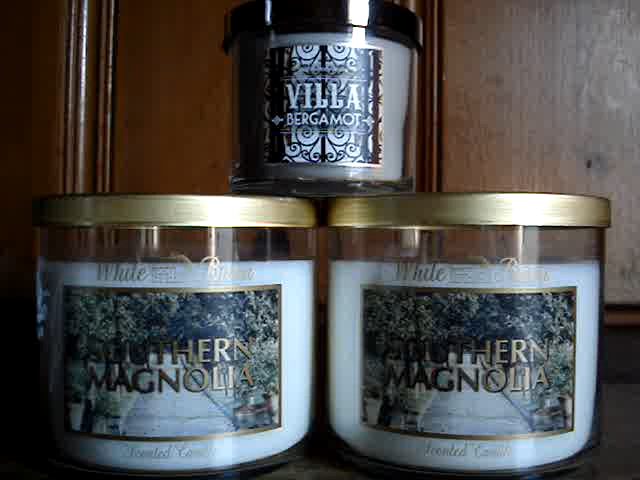 VILLA
BERGAMOT
White Barn
SOUTHERN
MAGNOLIA
Scented Candle
White Barn
SOUTHERN
MAGNOLIA
Scented Candle